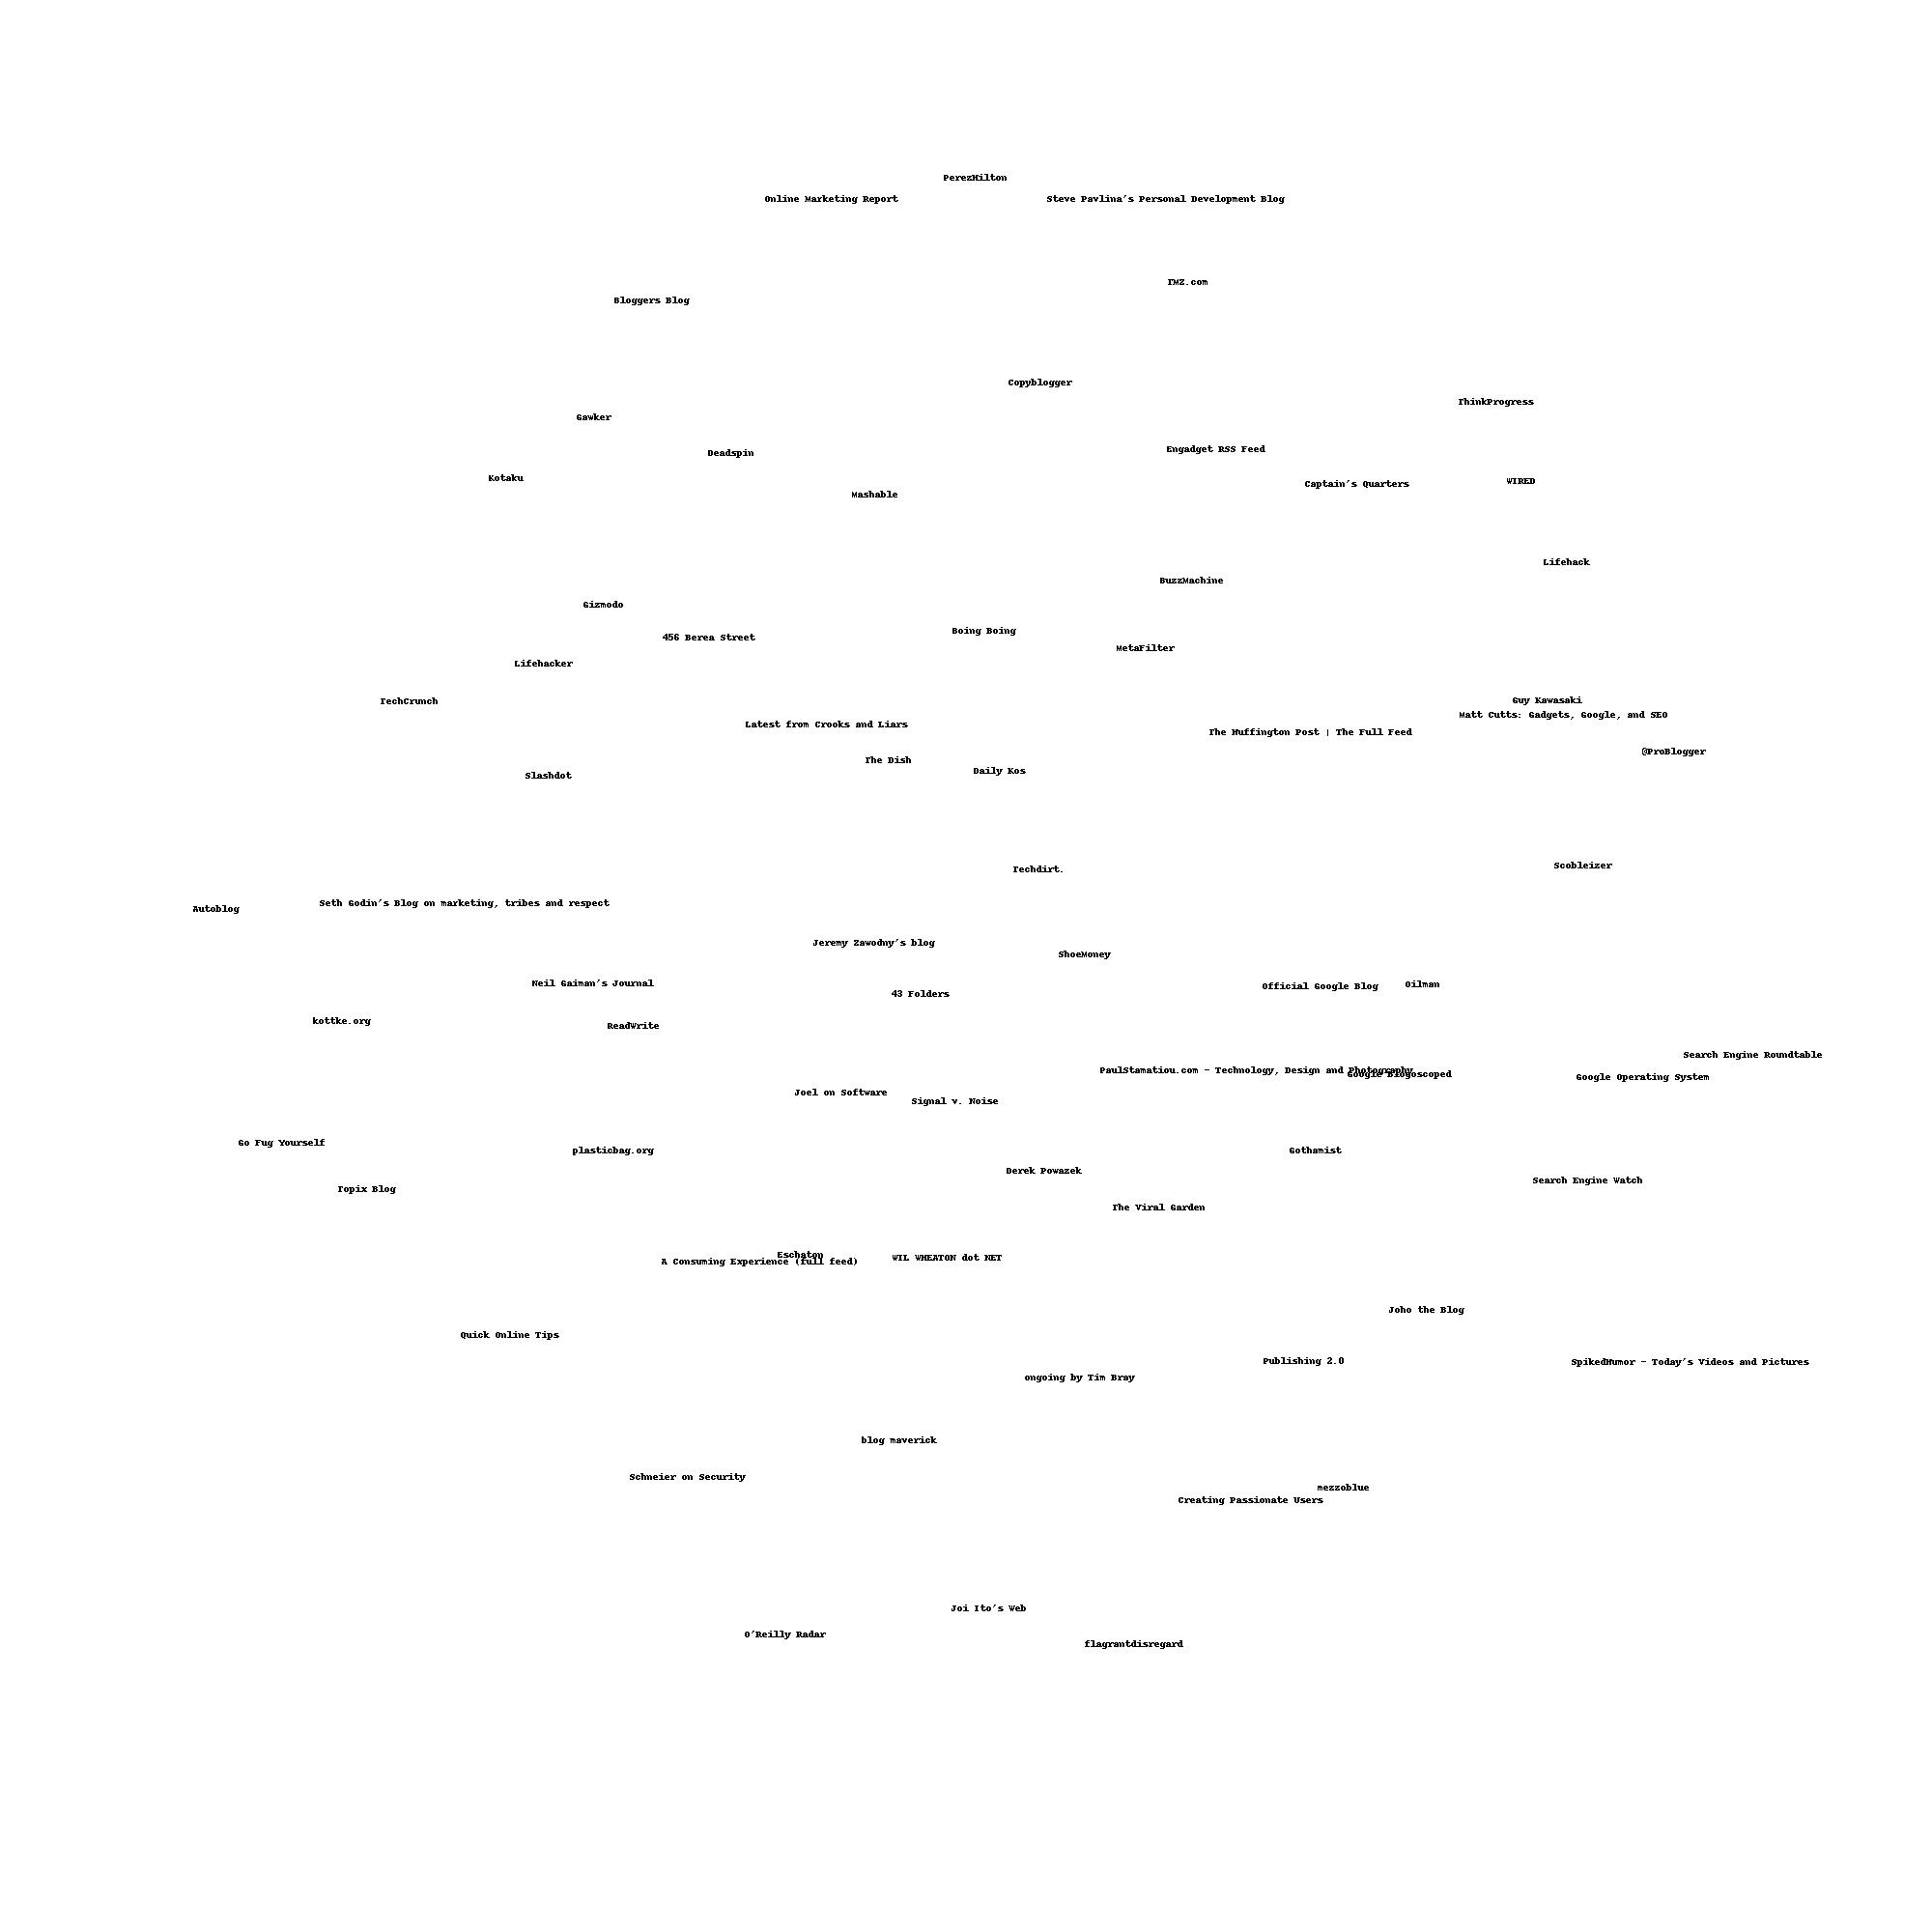 PerezHilton
Online Marketing Report
Steve Pavlina's Personal Development Blog
TMZ.com
Bloggers Blog
Copyblogger
ThinkProgress
Gawker
Engadget RSS Feed
Deadspin
Kotaku
WIRED
Captain's Quarters
Mashable
Lifehack
BuzzMachine
Gizmodo
Boing Boing
456 Berea Street
MetaFilter
Lifehacker
Guy Kawasaki
TechCrunch
Matt Cutts: Gadgets, Google, and SEO
Latest from Crooks and Liars
The Huffington Post | The Full Feed
@ProBlogger
The Dish
Daily Kos
Slashdot
Scobleizer
Techdirt.
Seth Godin's Blog on marketing, tribes and respect
Autoblog
Jeremy Zawodny's blog
ShoeMoney
Neil Gaiman's Journal
Oilman
Official Google Blog
43 Folders
kottke.org
ReadWrite
Search Engine Roundtable
PaulStamatiou.com - Technology, Design and Photography
Google Blogoscoped
Google Operating System
Joel on Software
Signal v. Noise
Go Fug Yourself
plasticbag.org
Gothamist
Derek Powazek
Search Engine Watch
Topix Blog
The Viral Garden
Eschaton
WIL WHEATON dot NET
A Consuming Experience (full feed)
Joho the Blog
Quick Online Tips
Publishing 2.0
SpikedHumor - Today's Videos and Pictures
ongoing by Tim Bray
blog maverick
Schneier on Security
mezzoblue
Creating Passionate Users
Joi Ito's Web
O'Reilly Radar
flagrantdisregard